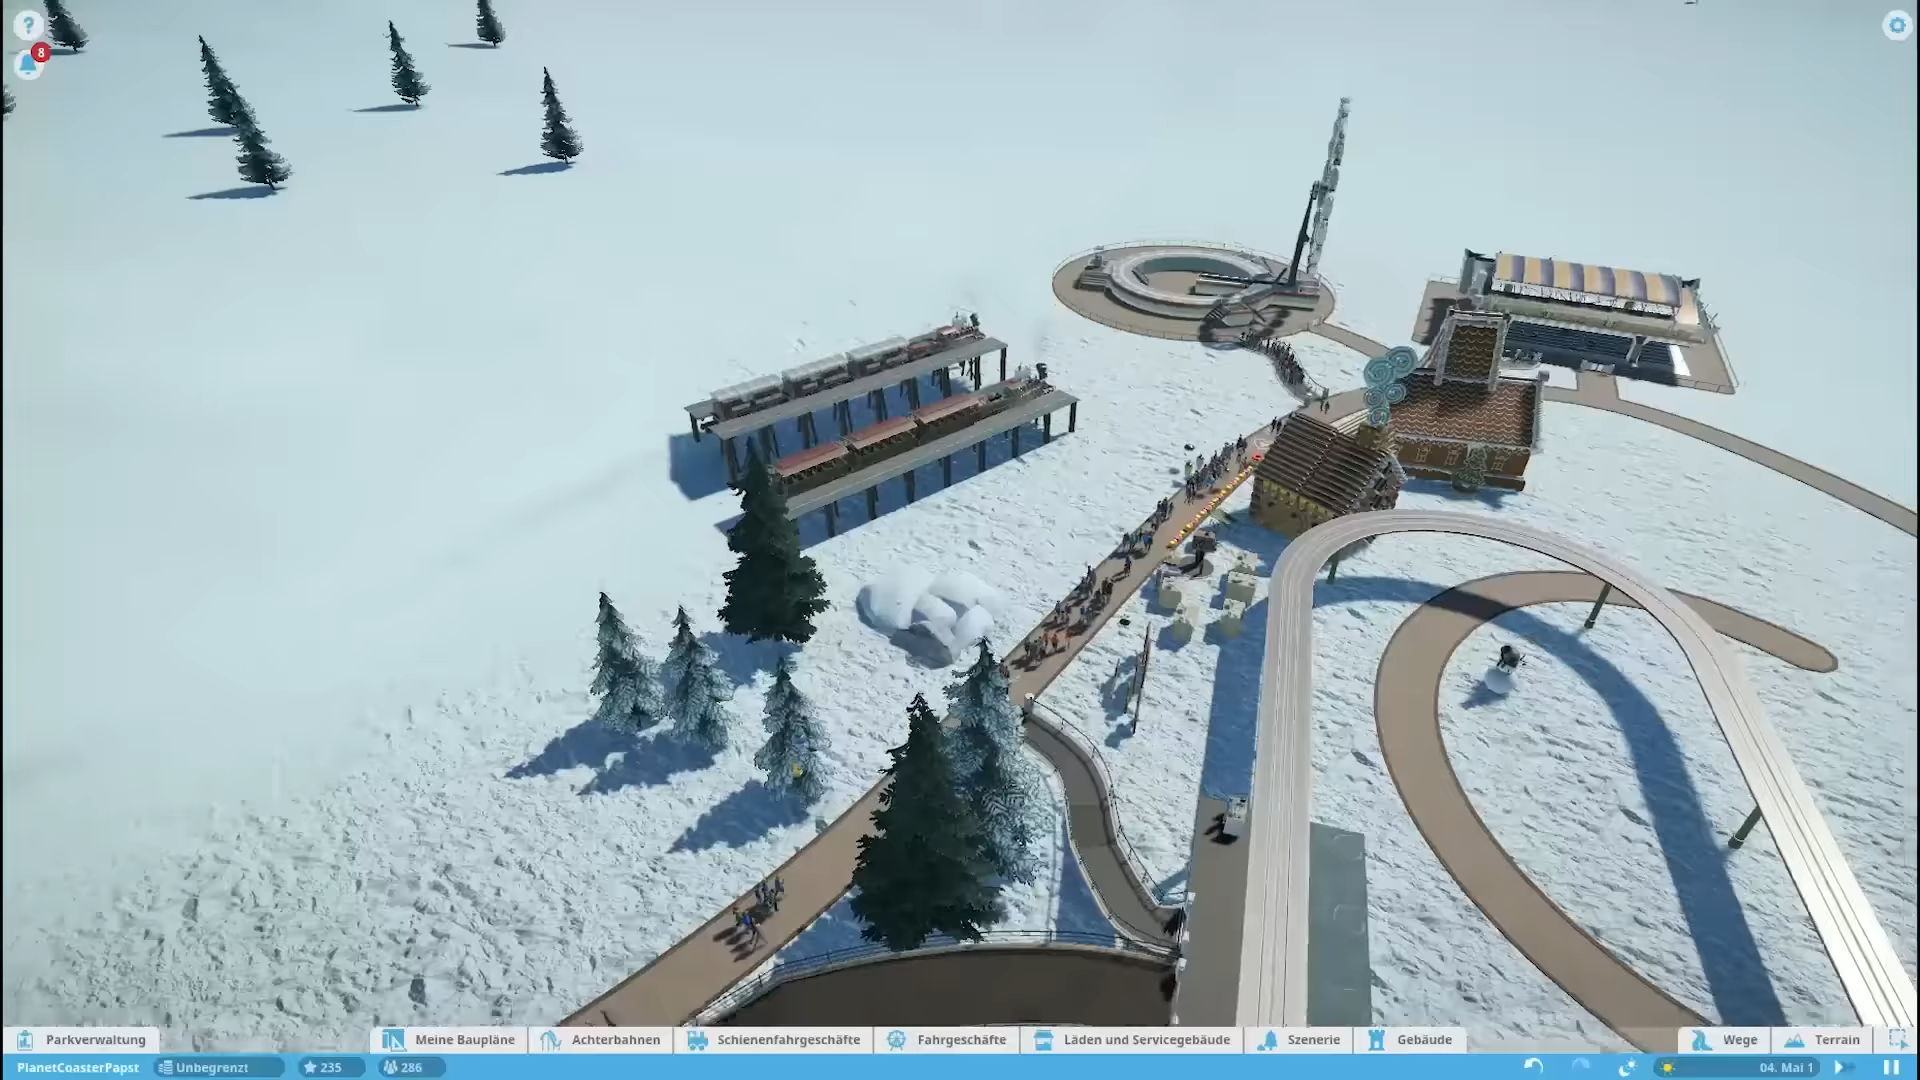 ?
8
Parkverwaltung
Meine Baupläne
Achterbahnen
Schienenfahrgeschäfte
Fahrgeschäfte
Läden und Servicegebäude
Szenerie
Gebäude
Wege
Terrain
PlanetCoasterPapst
Unbegrenzt
235
286
04. Mai 1